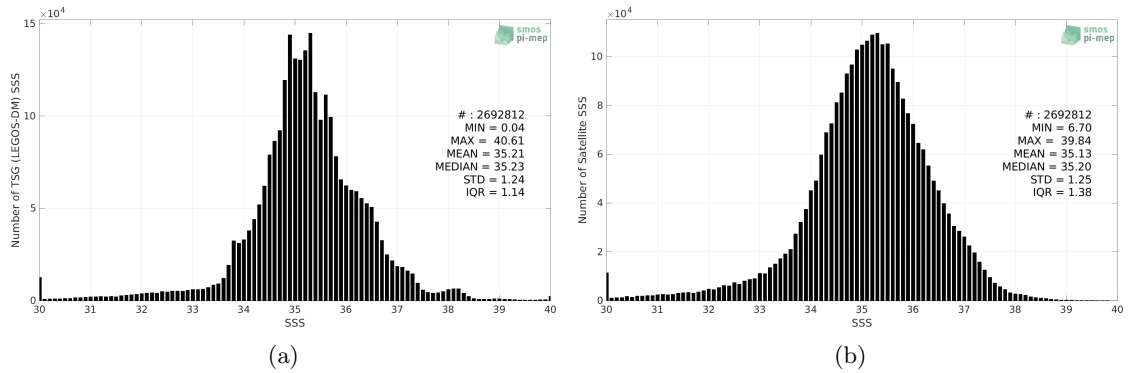 ×10⁴
15
10
5
0
30 31 32 33 34 35 36 37 38 39 40
SSS
Number of TSG (LEGOS-DM) SSS
smos
pi-mep
# : 2692812
MIN = 0.04
MAX = 40.61
MEAN = 35.21
MEDIAN = 35.23
STD = 1.24
IQR = 1.14
(a)
×10⁴
10
8
6
4
2
0
30 31 32 33 34 35 36 37 38 39 40
SSS
Number of Satellite SSS
smos
pi-mep
# : 2692812
MIN = 6.70
MAX = 39.84
MEAN = 35.13
MEDIAN = 35.20
STD = 1.25
IQR = 1.38
(b)